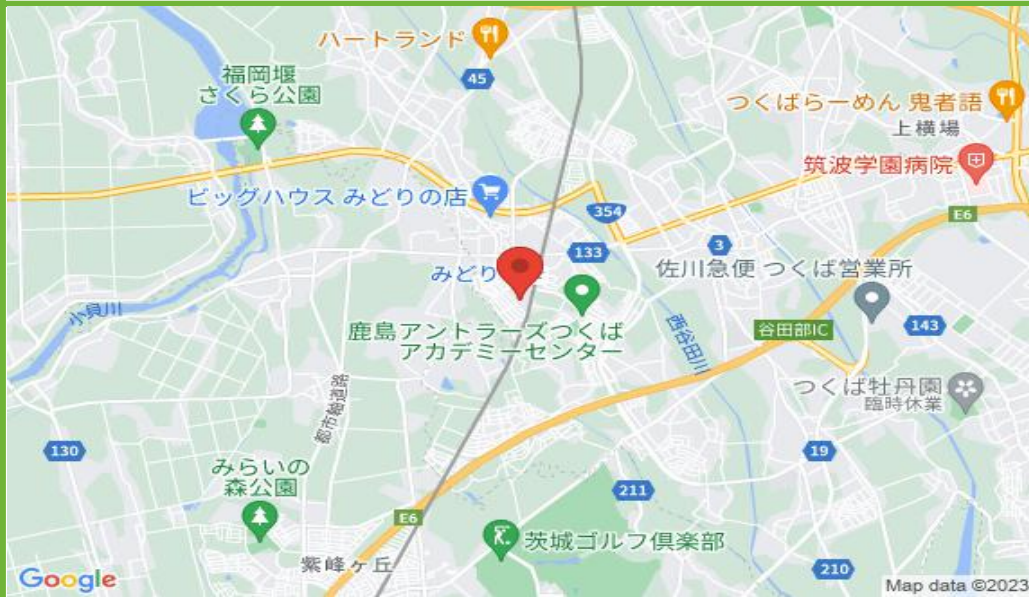 ハートランド
45
福岡堰
さくら公園
つくばらーめん 鬼者語
上横場
筑波学園病院
ビッグハウス みどりの店
354
E6
133
3
みどり
佐川急便 つくば営業所
小貝川
鹿島アントラーズつくば
アカデミーセンター
西谷田川
谷田部IC
143
都市軸道路
つくば牡丹園
臨時休業
130
19
みらいの
森公園
211
E6
茨城ゴルフ倶楽部
紫峰ヶ丘
210
Google
Map data ©2023